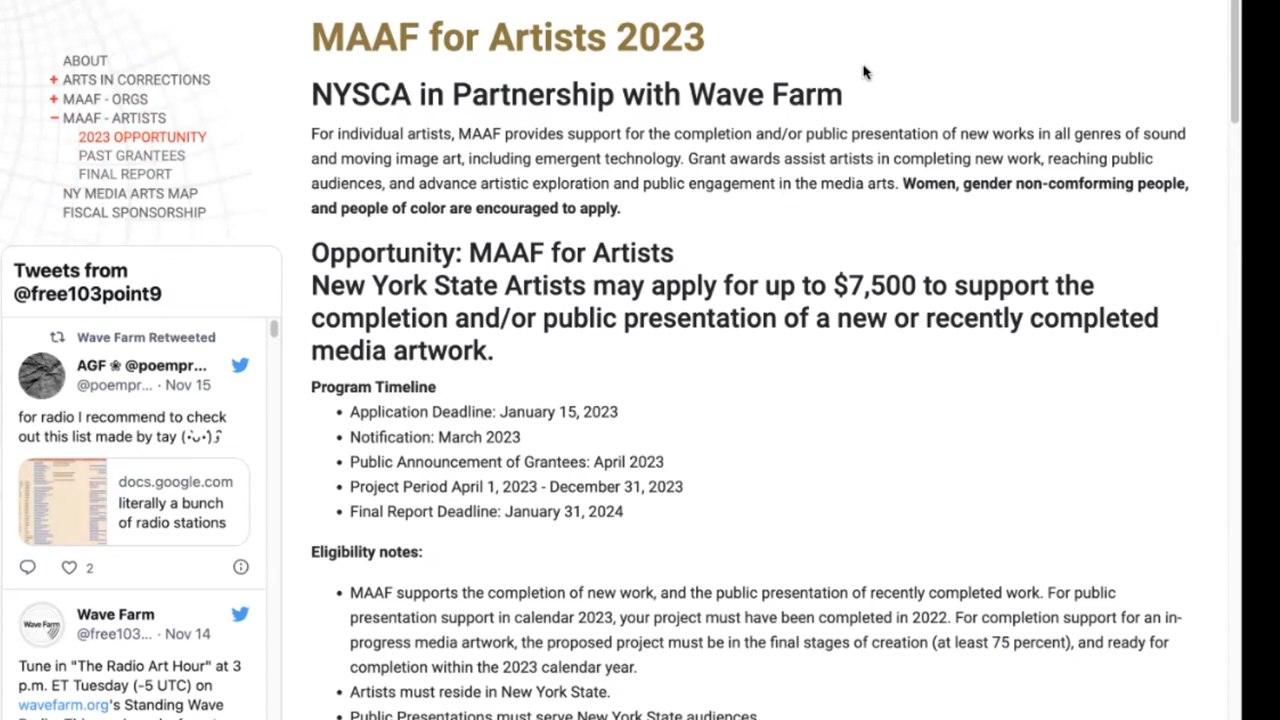 ABOUT
+ ARTS IN CORRECTIONS
+ MAAF - ORGS
− MAAF - ARTISTS
2023 OPPORTUNITY
PAST GRANTEES
FINAL REPORT
NY MEDIA ARTS MAP
FISCAL SPONSORSHIP
Tweets from
@free103point9
Wave Farm Retweeted
AGF ❀ @poempr...
@poempr... · Nov 15
for radio I recommend to check
out this list made by tay
docs.google.com
literally a bunch
of radio stations
2
Wave Farm
Wave Farm
@free103... · Nov 14
Tune in "The Radio Art Hour" at 3
p.m. ET Tuesday (-5 UTC) on
wavefarm.org's Standing Wave
MAAF for Artists 2023
NYSCA in Partnership with Wave Farm
For individual artists, MAAF provides support for the completion and/or public presentation of new works in all genres of sound
and moving image art, including emergent technology. Grant awards assist artists in completing new work, reaching public
audiences, and advance artistic exploration and public engagement in the media arts. Women, gender non-comforming people,
and people of color are encouraged to apply.
Opportunity: MAAF for Artists
New York State Artists may apply for up to $7,500 to support the
completion and/or public presentation of a new or recently completed
media artwork.
Program Timeline
• Application Deadline: January 15, 2023
• Notification: March 2023
• Public Announcement of Grantees: April 2023
• Project Period April 1, 2023 - December 31, 2023
• Final Report Deadline: January 31, 2024
Eligibility notes:
• MAAF supports the completion of new work, and the public presentation of recently completed work. For public
presentation support in calendar 2023, your project must have been completed in 2022. For completion support for an in-
progress media artwork, the proposed project must be in the final stages of creation (at least 75 percent), and ready for
completion within the 2023 calendar year.
• Artists must reside in New York State.
• Public Presentations must serve New York State audiences.